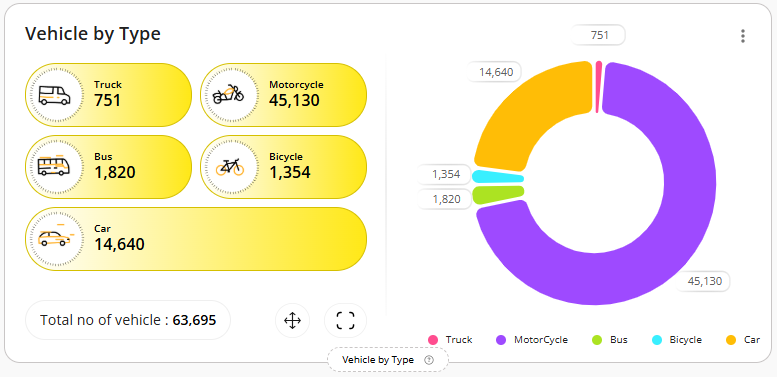 Vehicle by Type
Truck
751
Motorcycle
45,130
Bus
1,820
Bicycle
1,354
Car
14,640
Total no of vehicle : 63,695
751
14,640
1,354
1,820
45,130
Truck
MotorCycle
Bus
Bicycle
Car
Vehicle by Type ?